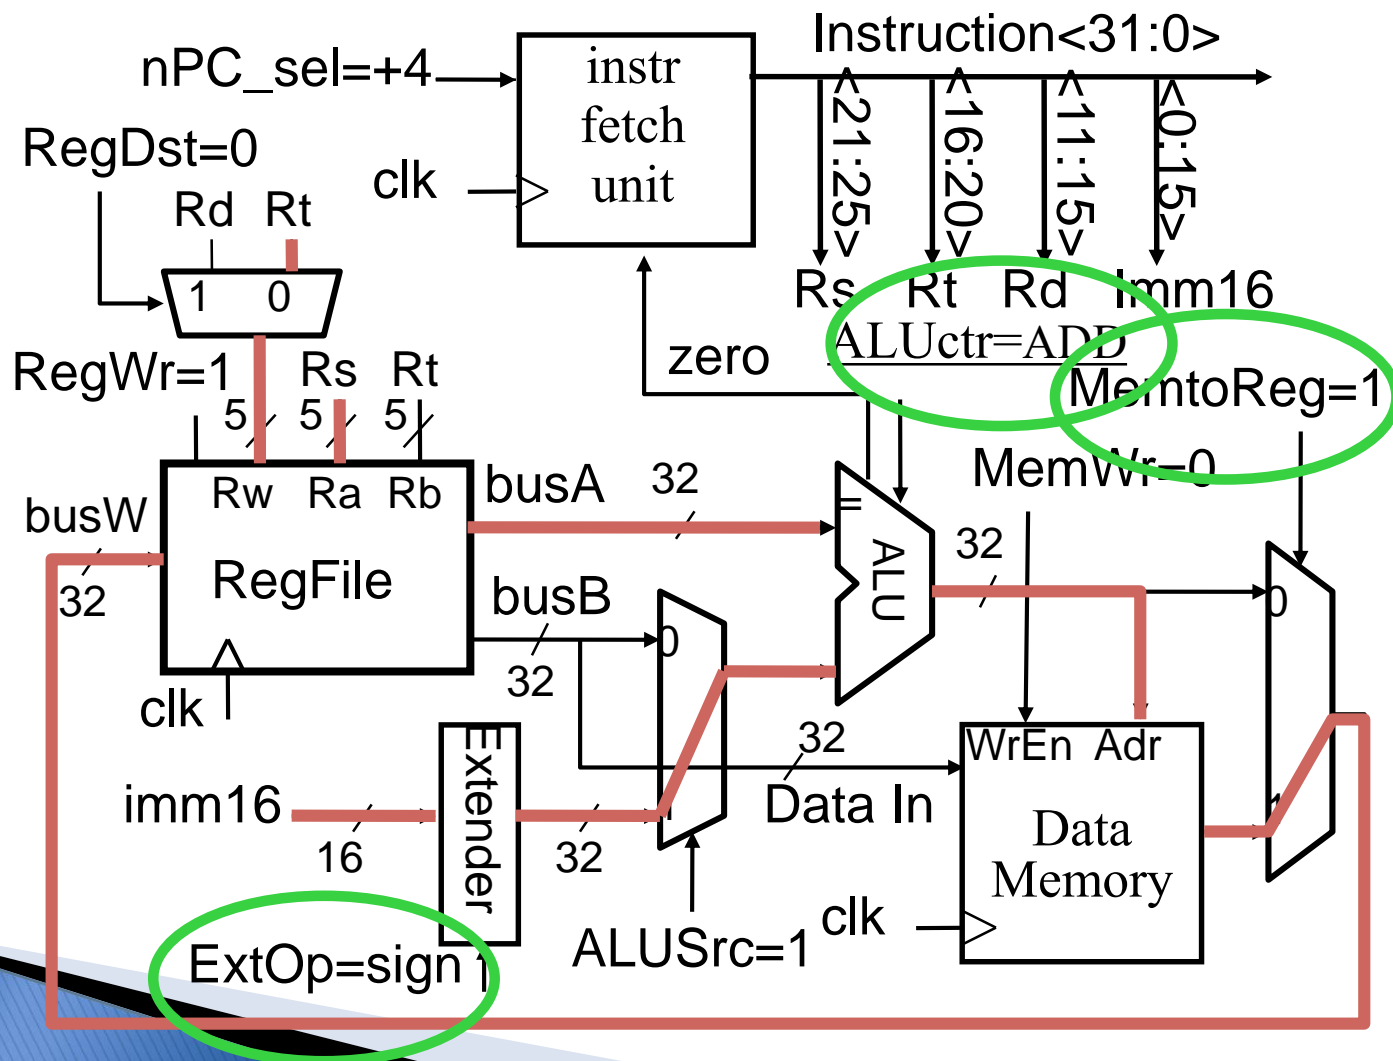 Instruction<31:0>
nPC_sel=+4
instr
fetch
unit
<21:25>
<16:20>
<11:15>
<0:15>
RegDst=0
clk
Rd Rt
1 0
Rs Rt Rd Imm16
ALUctr=ADD
zero
MemtoReg=1
RegWr=1
Rs Rt
5 5 5
MemWr=0
Rw Ra Rb
busA
32
busW
=
ALU
32
32
RegFile
busB
0
0
32
clk
Extender
32
WrEn Adr
imm16
1
Data In
1
16
32
Data
Memory
clk
ExtOp=sign
ALUSrc=1